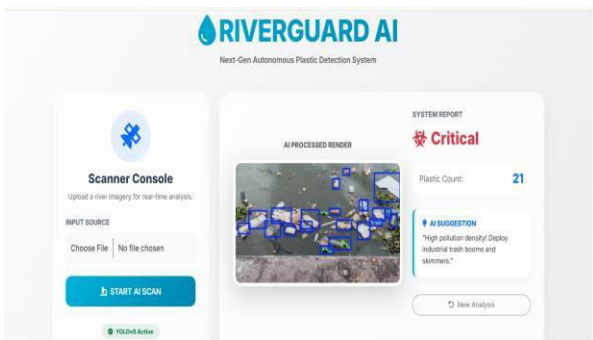 RIVERGUARD AI
Next-Gen Autonomous Plastic Detection System
Scanner Console
Upload a river imagery for real-time analysis.
INPUT SOURCE
Choose File No file chosen
START AI SCAN
YOLOv8 Active
AI PROCESSED RENDER
SYSTEM REPORT
Critical
Plastic Count: 21
AI SUGGESTION
"High pollution density! Deploy
industrial trash booms and
skimmers."
New Analysis